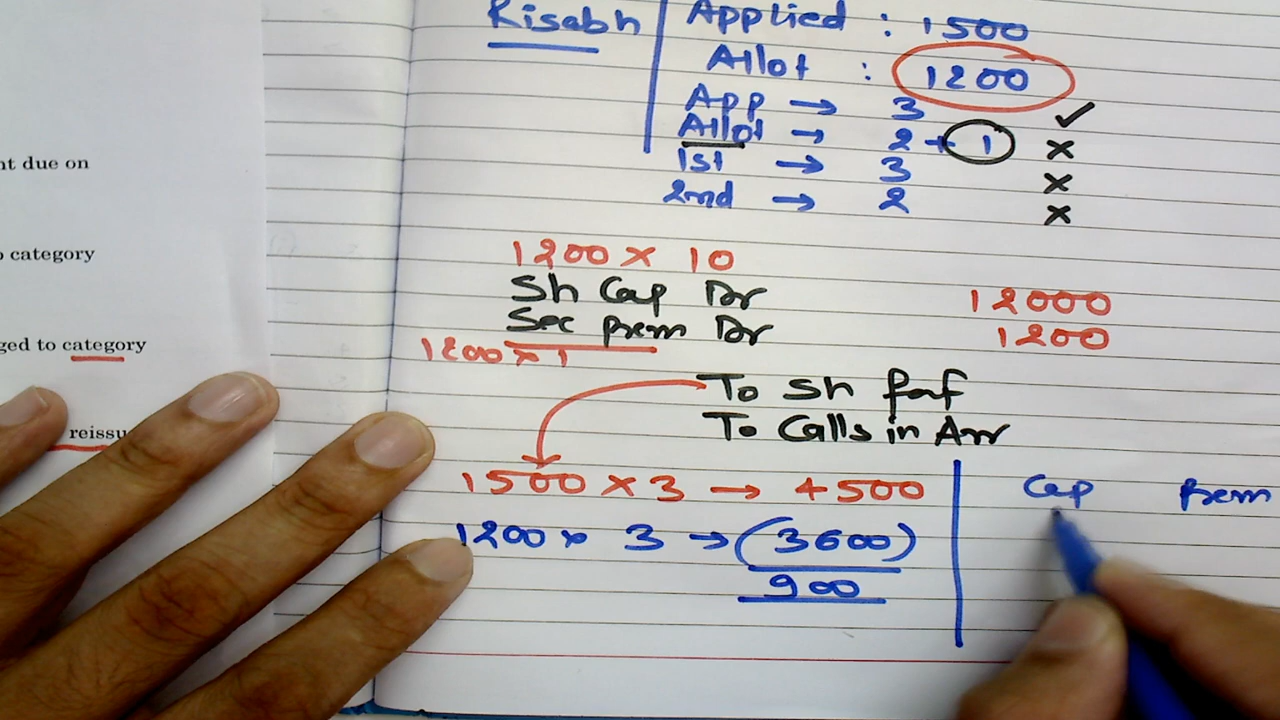 Risabh
Applied : 1500
Allot : 1200
App → 3 ✓
Allot → 2 + 1 ×
1st → 3 ×
2nd → 2 ×
nt due on
o category
ged to category
reissu
1200 × 10
Sh Cap Dr 12000
Sec prem Dr 1200
1200 × 1
To Sh forf
To Calls in Arr
1500 × 3 → 4500
1200 × 3 → (3600)
900
Cap Prem